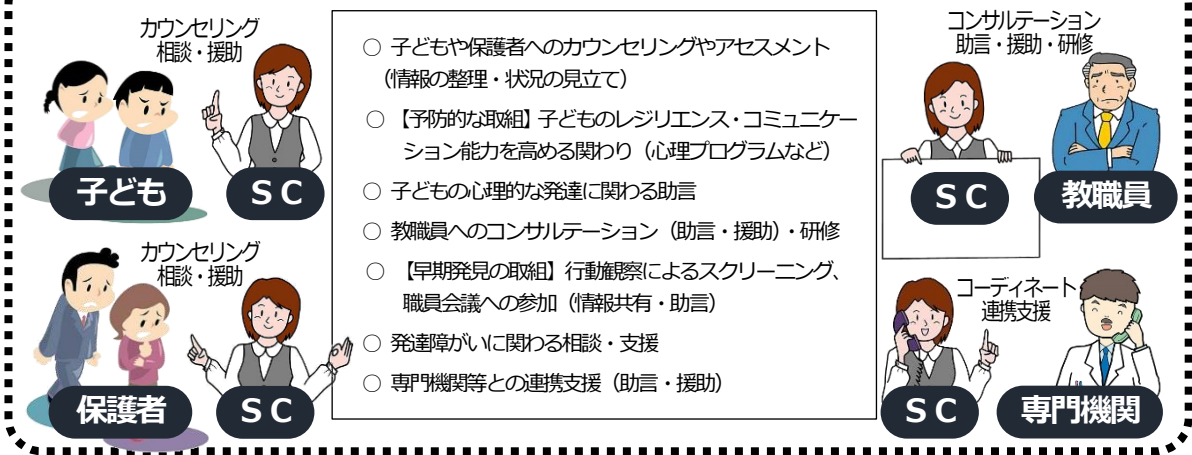 カウンセリング
相談・援助
子ども
ＳＣ
カウンセリング
相談・援助
保護者
ＳＣ
○ 子どもや保護者へのカウンセリングやアセスメント
（情報の整理・状況の見立て）
○ 【予防的な取組】子どものレジリエンス・コミュニケー
ション能力を高める関わり（心理プログラムなど）
○ 子どもの心理的な発達に関わる助言
○ 教職員へのコンサルテーション（助言・援助）・研修
○ 【早期発見の取組】行動観察によるスクリーニング、
職員会議への参加（情報共有・助言）
○ 発達障がいに関わる相談・支援
○ 専門機関等との連携支援（助言・援助）
コンサルテーション
助言・援助・研修
ＳＣ
教職員
コーディネート
連携支援
ＳＣ
専門機関